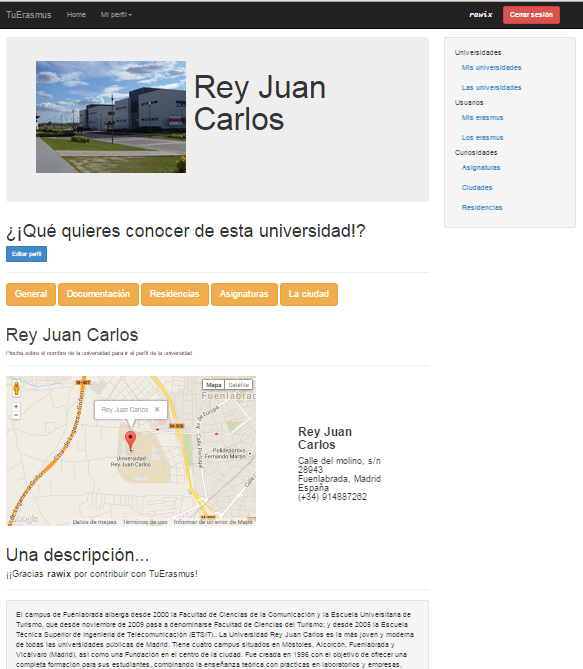 TuErasmus Home Mi perfil rawix Cerrar sesión
Rey Juan
Carlos
Universidades
Mis universidades
Las universidades
Usuarios
Mis erasmus
Los erasmus
Curiosidades
Asignaturas
Ciudades
Residencias
¿¡Qué quieres conocer de esta universidad!?
Editar perfil
General Documentación Residencias Asignaturas La ciudad
Rey Juan Carlos
Pincha sobre el nombre de la universidad para ir al perfil de la universidad
Mapa Satélite
Fuenlabrada
Rey Juan Carlos
M-506
Av. de Europa
Calle Portugal
Universidad
Rey Juan Carlos
Polideportivo
Fernando Martín
Datos de mapas Términos de uso Informar de un error de Maps
Rey Juan
Carlos
Calle del molino, s/n
28943
Fuenlabrada, Madrid
España
(+34) 914887262
Una descripción...
¡¡Gracias rawix por contribuir con TuErasmus!
El campus de Fuenlabrada alberga desde 2000 la Facultad de Ciencias de la Comunicación y la Escuela Universitaria de
Turismo, que desde noviembre de 2009 pasa a denominarse Facultad de Ciencias del Turismo; y desde 2005 la Escuela
Técnica Superior de Ingeniería de Telecomunicación (ETSIT).. La Universidad Rey Juan Carlos es la más joven y moderna
de todas las universidades públicas de Madrid. Tiene cuatro campus situados en Móstoles, Alcorcón, Fuenlabrada y
Vicálvaro (Madrid), así como una Fundación en el centro de la ciudad. Fue creada en 1996 con el objetivo de ofrecer una
completa formación para sus estudiantes, combinando la enseñanza teórica con prácticas en laboratorios y empresas,